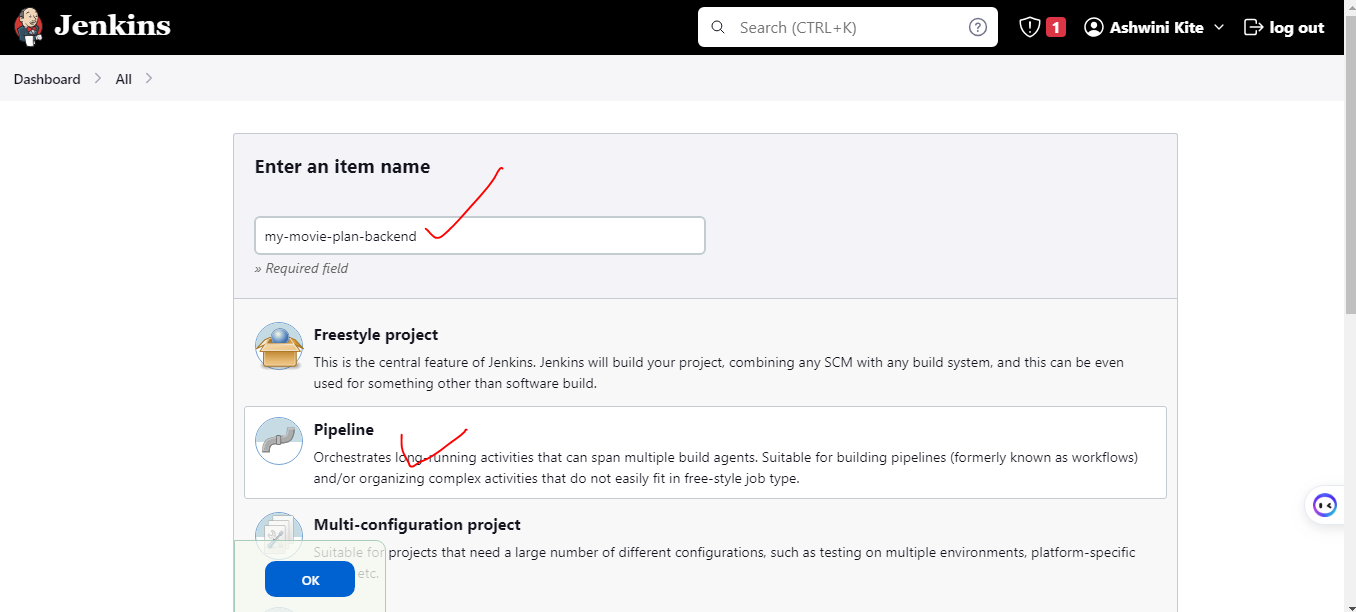 Jenkins
Search (CTRL+K)
1
Ashwini Kite
log out
Dashboard
All
Enter an item name
my-movie-plan-backend
» Required field
Freestyle project
This is the central feature of Jenkins. Jenkins will build your project, combining any SCM with any build system, and this can be even
used for something other than software build.
Pipeline
Orchestrates long-running activities that can span multiple build agents. Suitable for building pipelines (formerly known as workflows)
and/or organizing complex activities that do not easily fit in free-style job type.
Multi-configuration project
Suitable for projects that need a large number of different configurations, such as testing on multiple environments, platform-specific
etc.
OK